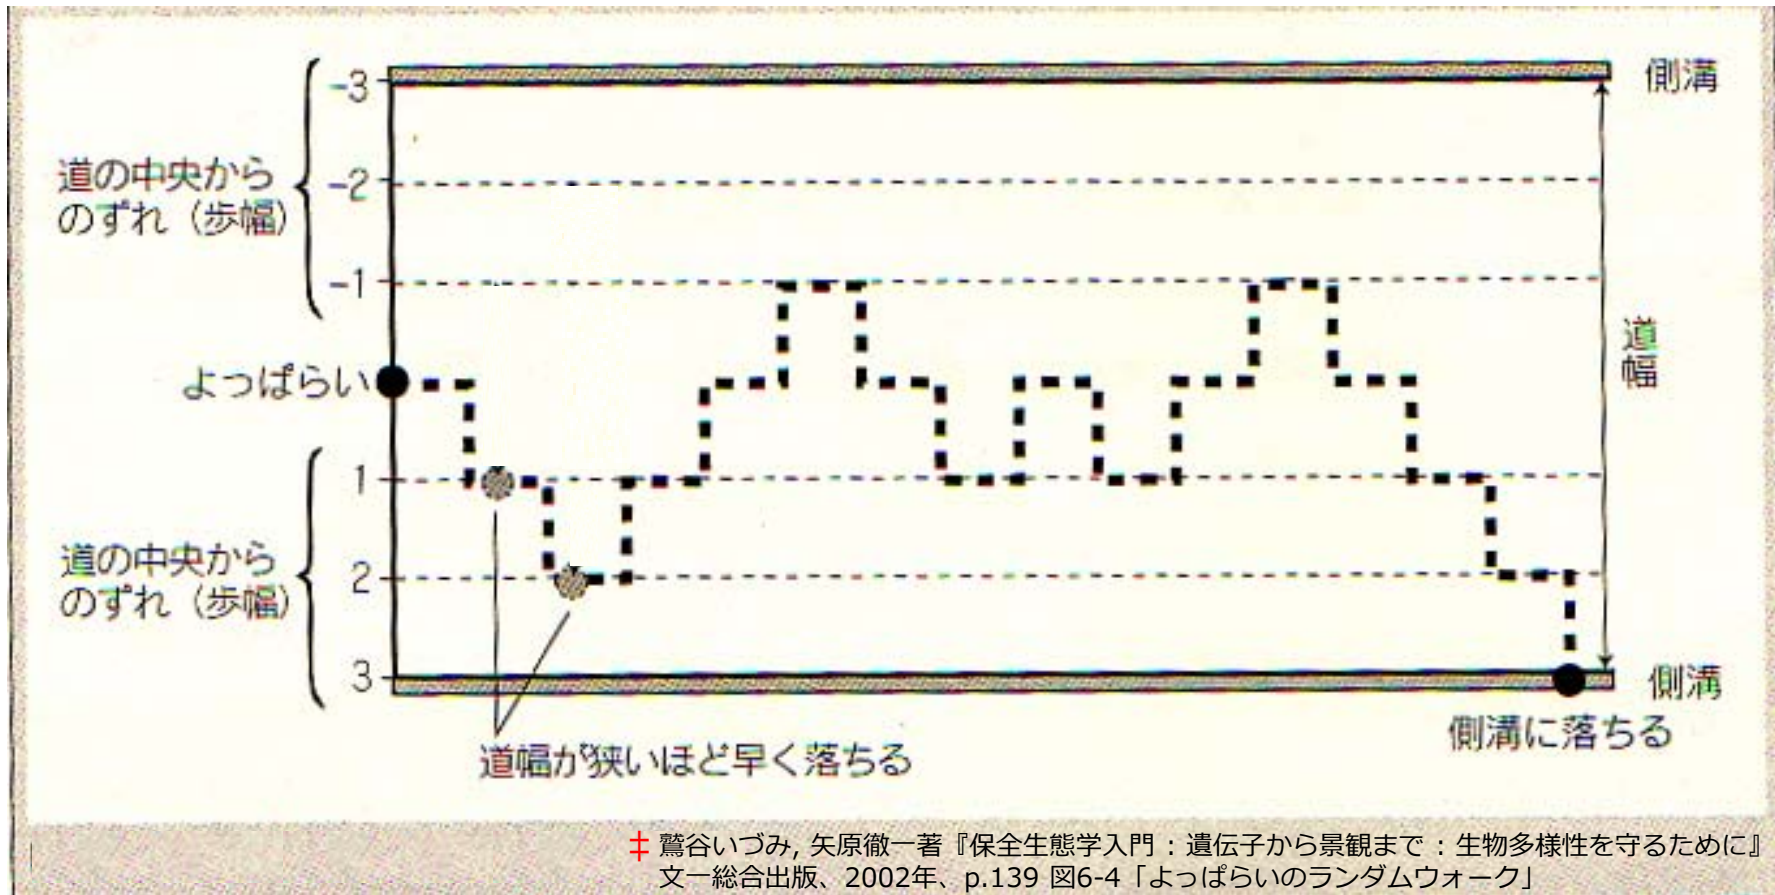 -3
側溝
道の中央から
のずれ（歩幅）
-2
-1
道幅
よっぱらい
1
道の中央から
のずれ（歩幅）
2
3
側溝
側溝に落ちる
道幅が狭いほど早く落ちる
‡ 鷲谷いづみ, 矢原徹一著『保全生態学入門 : 遺伝子から景観まで : 生物多様性を守るために』
文一総合出版、2002年、p.139 図6-4「よっぱらいのランダムウォーク」